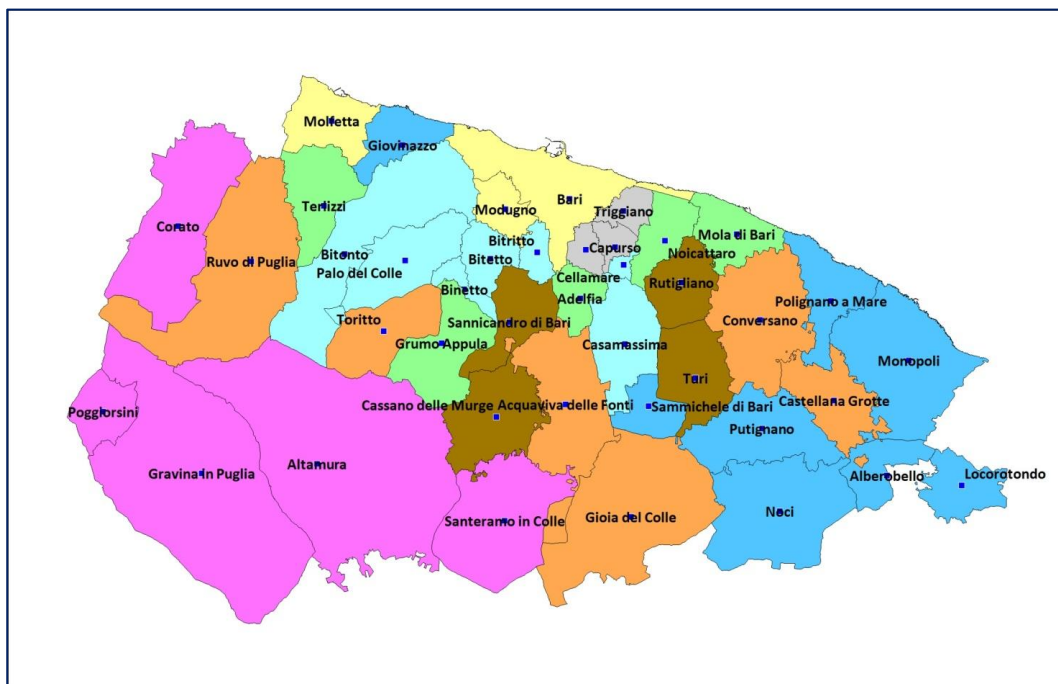 Molfetta
Giovinazzo
Terlizzi
Bari
Modugno
Triggiano
Corato
Mola di Bari
Bitritto
Capurso
Bitonto
Bitetto
Noicattaro
Ruvo di Puglia
Palo del Colle
Cellamare
Rutigliano
Binetto
Adelfia
Polignano a Mare
Toritto
Sannicandro di Bari
Conversano
Grumo Appula
Casamassima
Monopoli
Turi
Poggiorsini
Cassano delle Murge
Acquaviva delle Fonti
Sammichele di Bari
Castellana Grotte
Putignano
Altamura
Gravina in Puglia
Alberobello
Locorotondo
Santeramo in Colle
Gioia del Colle
Noci